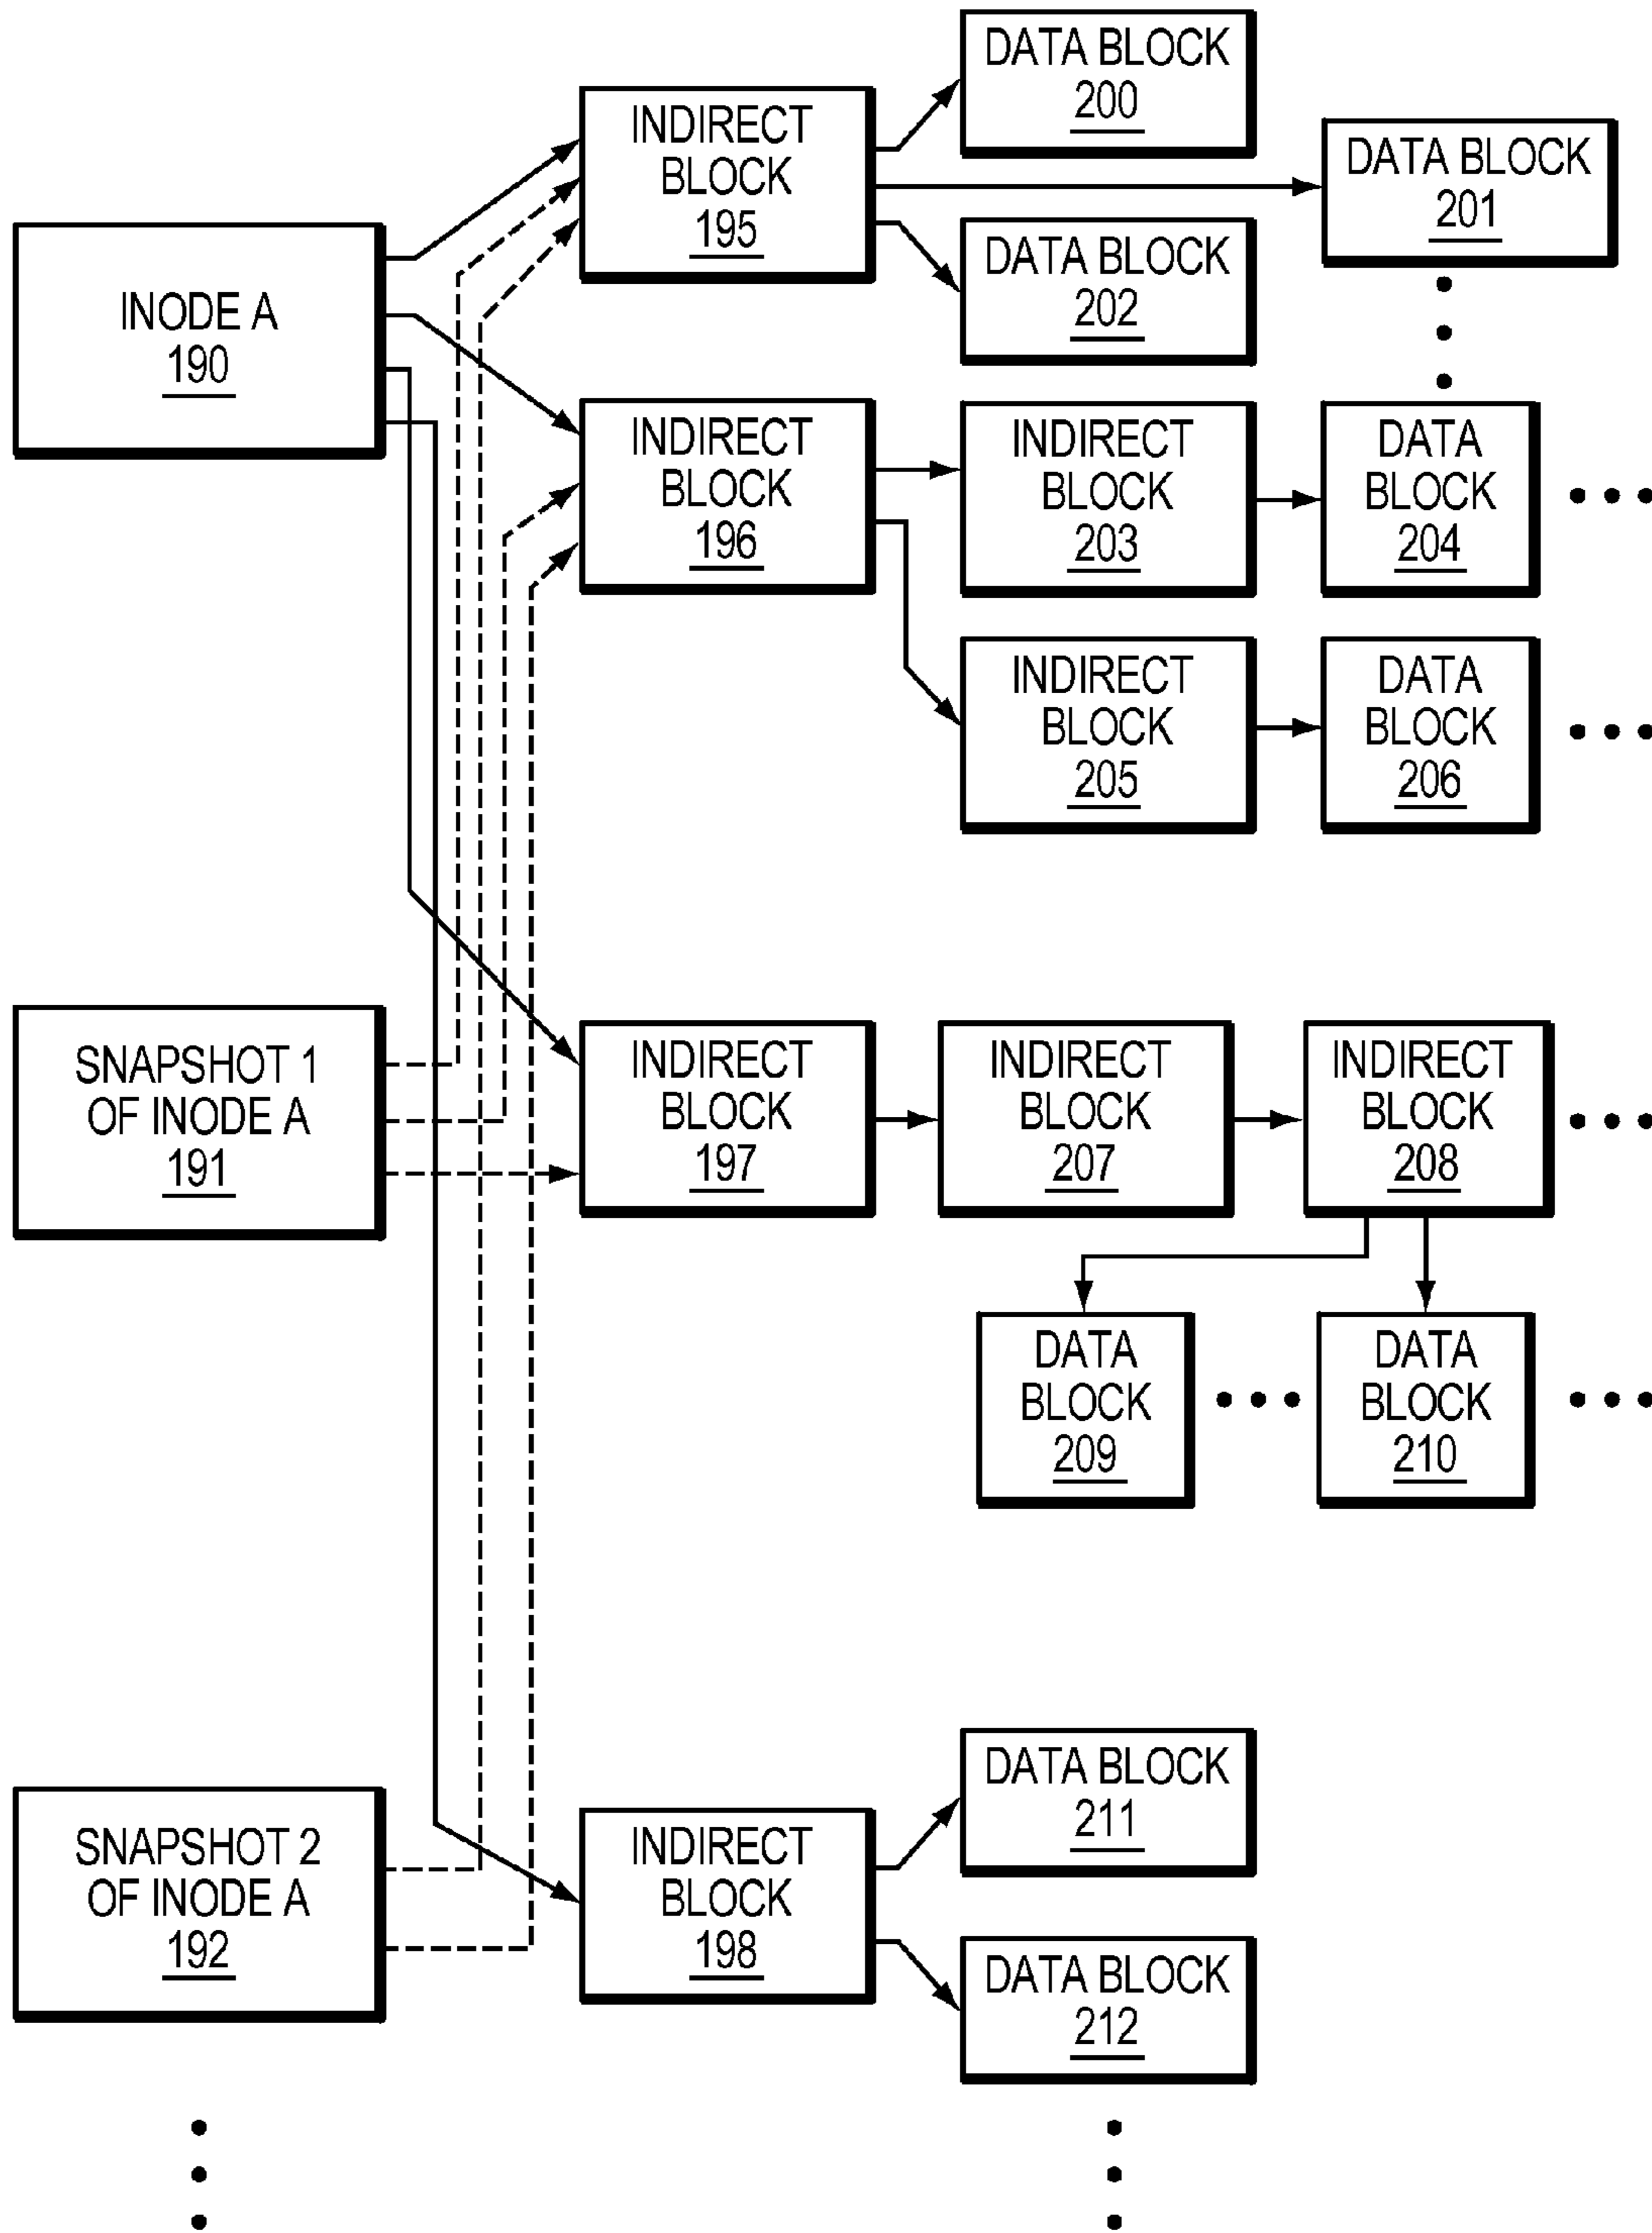 DATA BLOCK
200
INDIRECT
BLOCK
195
DATA BLOCK
201
DATA BLOCK
202
INODE A
190
INDIRECT
BLOCK
196
INDIRECT
BLOCK
203
DATA
BLOCK
204
INDIRECT
BLOCK
205
DATA
BLOCK
206
SNAPSHOT 1
OF INODE A
191
INDIRECT
BLOCK
197
INDIRECT
BLOCK
207
INDIRECT
BLOCK
208
DATA
BLOCK
209
DATA
BLOCK
210
DATA BLOCK
211
SNAPSHOT 2
OF INODE A
192
INDIRECT
BLOCK
198
DATA BLOCK
212